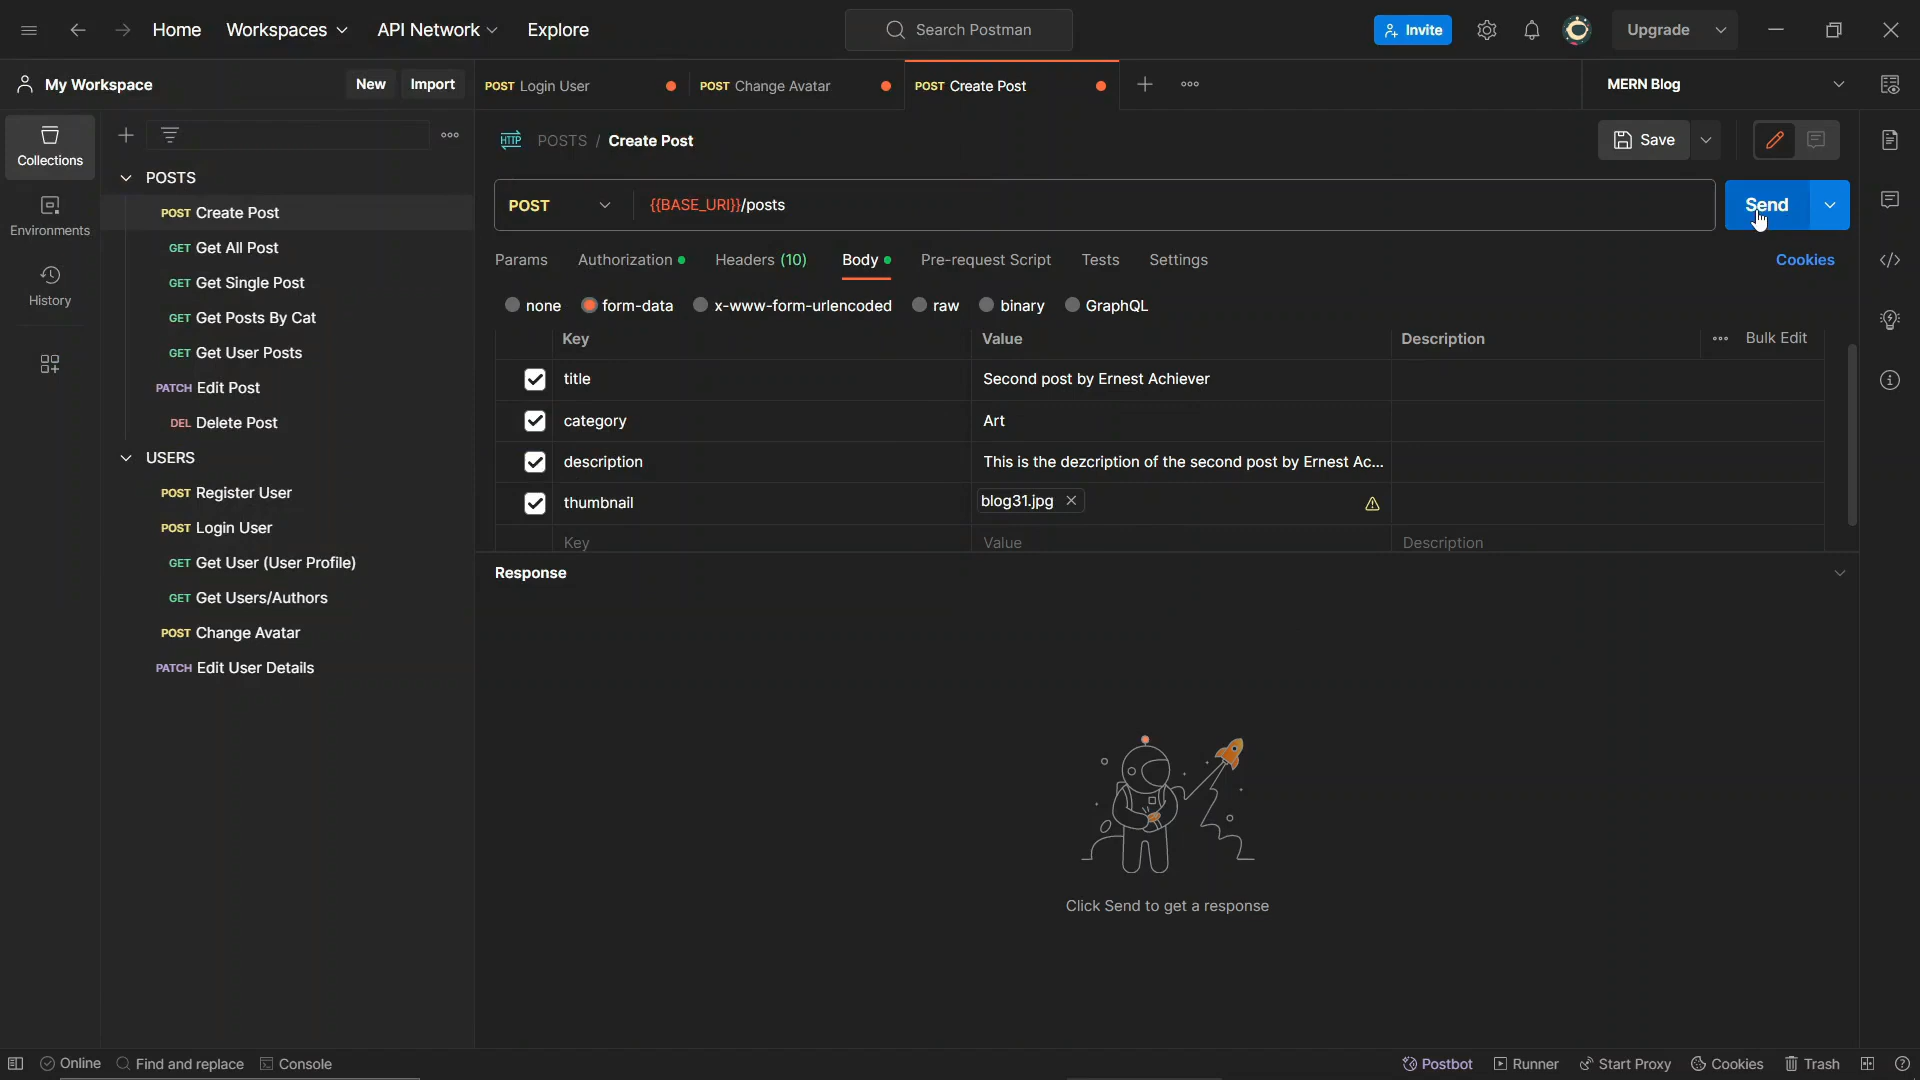 Home Workspaces API Network Explore Search Postman Invite Upgrade
My Workspace New Import
POST Login User POST Change Avatar POST Create Post MERN Blog
Collections
Environments
History
POSTS
POST Create Post
GET Get All Post
GET Get Single Post
GET Get Posts By Cat
GET Get User Posts
PATCH Edit Post
DEL Delete Post
USERS
POST Register User
POST Login User
GET Get User (User Profile)
GET Get Users/Authors
POST Change Avatar
PATCH Edit User Details
HTTP POSTS / Create Post Save
POST {{BASE_URI}}/posts Send
Params Authorization Headers (10) Body Pre-request Script Tests Settings Cookies
none form-data x-www-form-urlencoded raw binary GraphQL
Key Value Description Bulk Edit
title Second post by Ernest Achiever
category Art
description This is the dezcription of the second post by Ernest Ac...
thumbnail blog31.jpg
Key Value Description
Response
Click Send to get a response
Online Find and replace Console Postbot Runner Start Proxy Cookies Trash